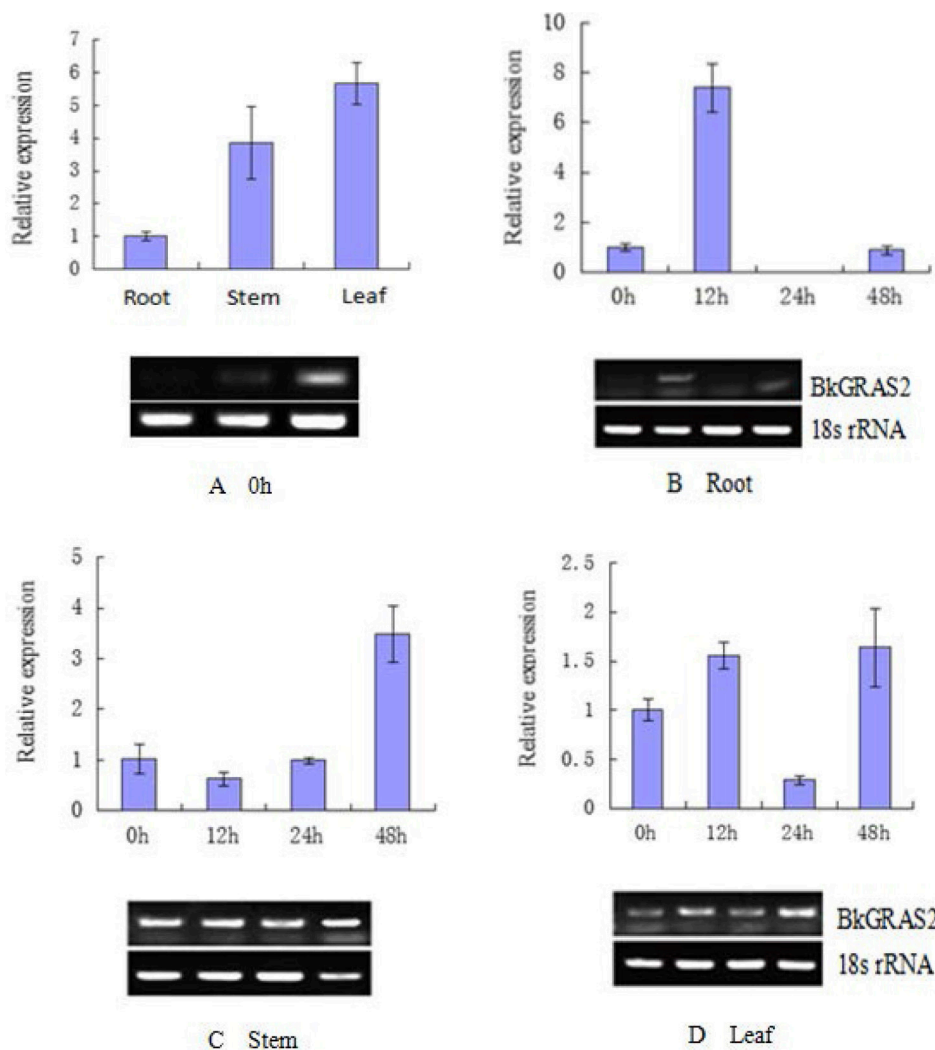 Relative expression
7
6
5
4
3
2
1
0
Root Stem Leaf
A 0h
Relative expression
10
8
6
4
2
0
0h 12h 24h 48h
BkGRAS2
18s rRNA
B Root
Relative expression
5
4
3
2
1
0
0h 12h 24h 48h
C Stem
Relative expression
2.5
2
1.5
1
0.5
0
0h 12h 24h 48h
BkGRAS2
18s rRNA
D Leaf